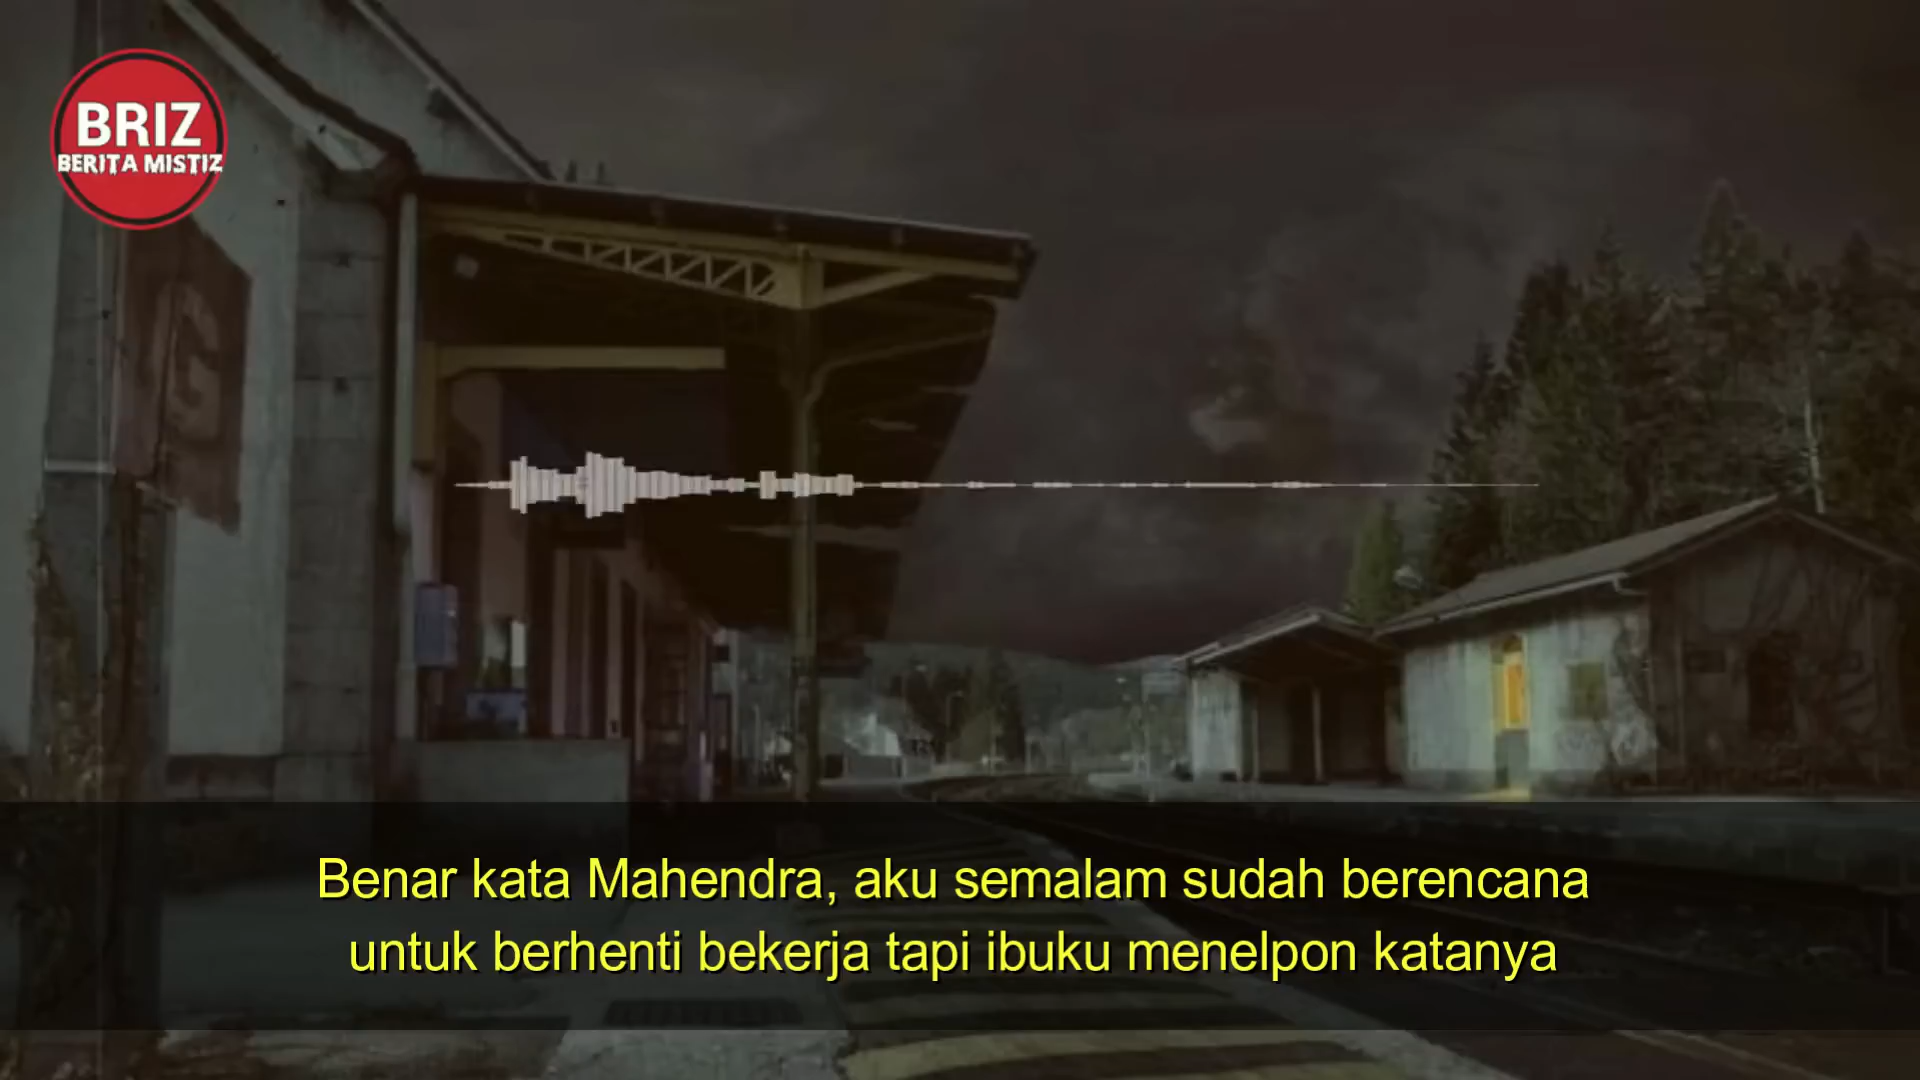 BRIZ
BERITA MISTIZ
G
Benar kata Mahendra, aku semalam sudah berencana
untuk berhenti bekerja tapi ibuku menelpon katanya